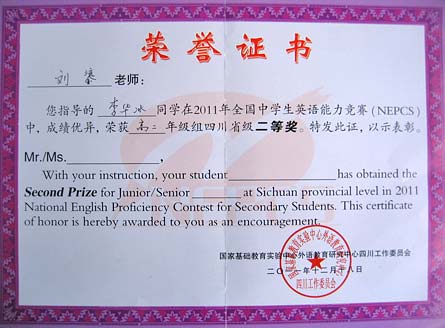 荣誉证书
刘 老师：
您指导的 李华冰 同学在2011年全国中学生英语能力竞赛(NEPCS)
中，成绩优异，荣获 高二 年级组四川省级二等奖。特发此证，以示表彰。
Mr./Ms.
With your instruction, your student has obtained the
Second Prize for Junior/Senior at Sichuan provincial level in 2011
National English Proficiency Contest for Secondary Students. This certificate
of honor is hereby awarded to you as an encouragement.
国家基础教育实验中心外语教育研究中心四川工作委员会
二〇一一年十二月十八日
四川工作委员会